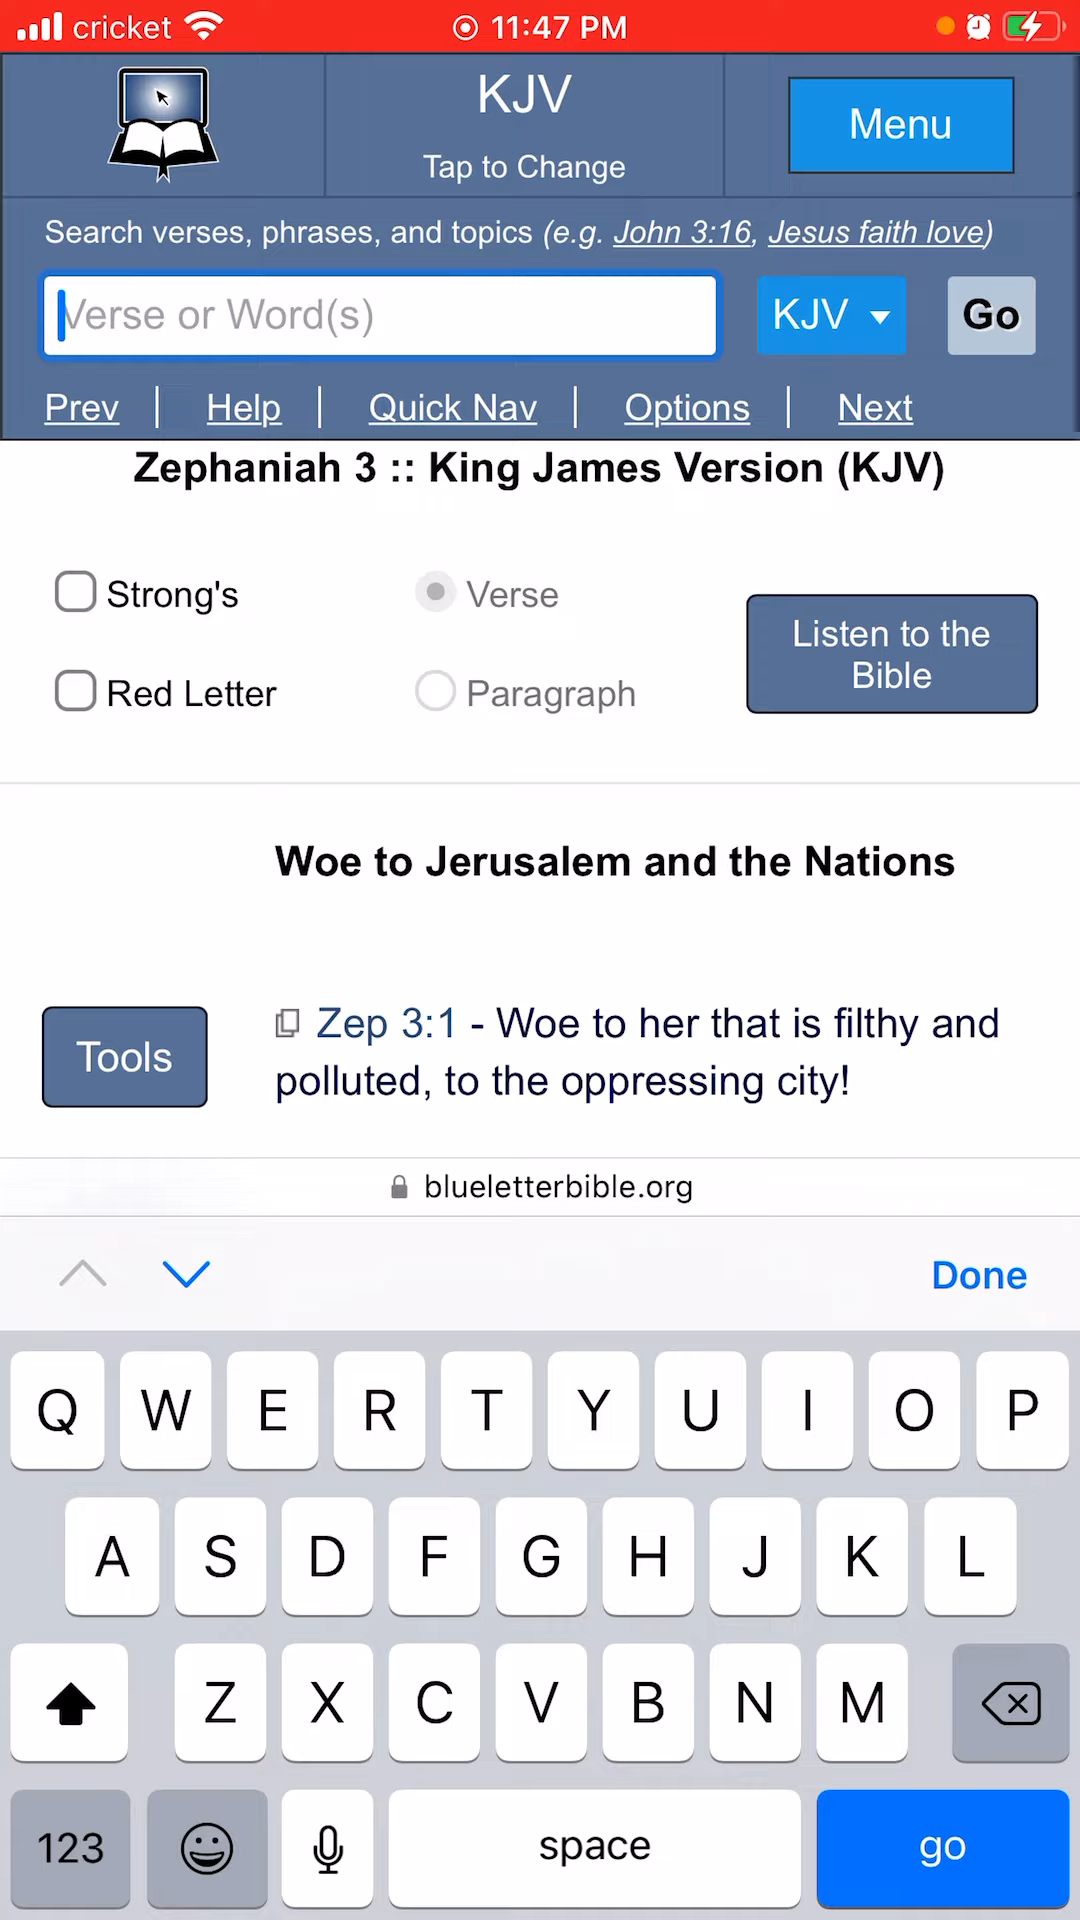 cricket 11:47 PM
KJV
Tap to Change
Menu
Search verses, phrases, and topics (e.g. John 3:16, Jesus faith love)
Verse or Word(s) KJV Go
Prev | Help | Quick Nav | Options | Next
Zephaniah 3 :: King James Version (KJV)
Strong's Verse
Red Letter Paragraph
Listen to the
Bible
Woe to Jerusalem and the Nations
Tools
Zep 3:1 - Woe to her that is filthy and
polluted, to the oppressing city!
blueletterbible.org
Done
Q W E R T Y U I O P
A S D F G H J K L
Z X C V B N M
123 space go